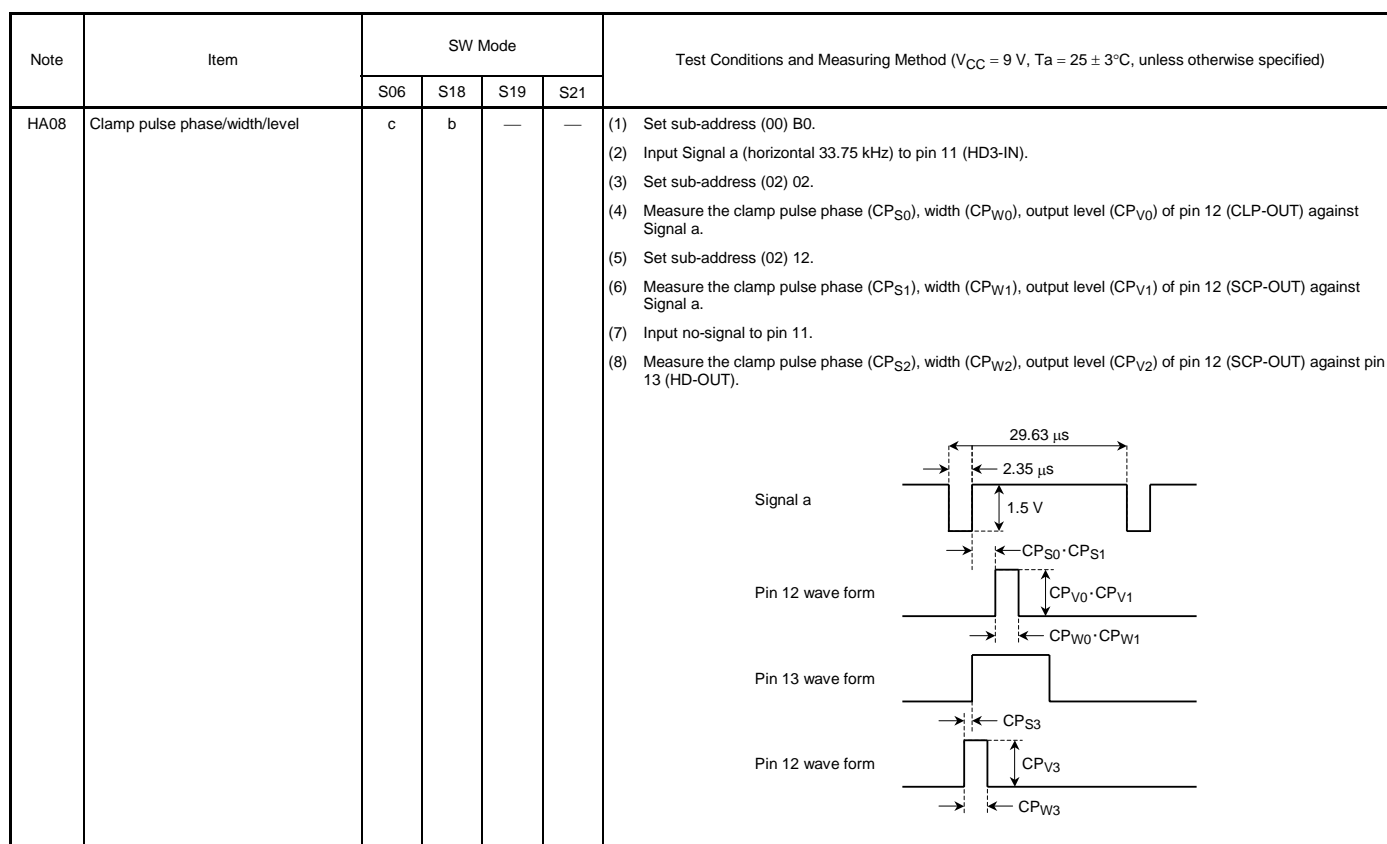 Note
Item
SW Mode
S06
S18
S19
S21
Test Conditions and Measuring Method (VCC = 9 V, Ta = 25 ± 3°C, unless otherwise specified)
HA08
Clamp pulse phase/width/level
c
b
—
—
(1) Set sub-address (00) B0.
(2) Input Signal a (horizontal 33.75 kHz) to pin 11 (HD3-IN).
(3) Set sub-address (02) 02.
(4) Measure the clamp pulse phase (CPS0), width (CPW0), output level (CPV0) of pin 12 (CLP-OUT) against
Signal a.
(5) Set sub-address (02) 12.
(6) Measure the clamp pulse phase (CPS1), width (CPW1), output level (CPV1) of pin 12 (SCP-OUT) against
Signal a.
(7) Input no-signal to pin 11.
(8) Measure the clamp pulse phase (CPS2), width (CPW2), output level (CPV2) of pin 12 (SCP-OUT) against pin
13 (HD-OUT).
29.63 μs
2.35 μs
Signal a
1.5 V
CPS0·CPS1
Pin 12 wave form
CPV0·CPV1
CPW0·CPW1
Pin 13 wave form
CPS3
Pin 12 wave form
CPV3
CPW3